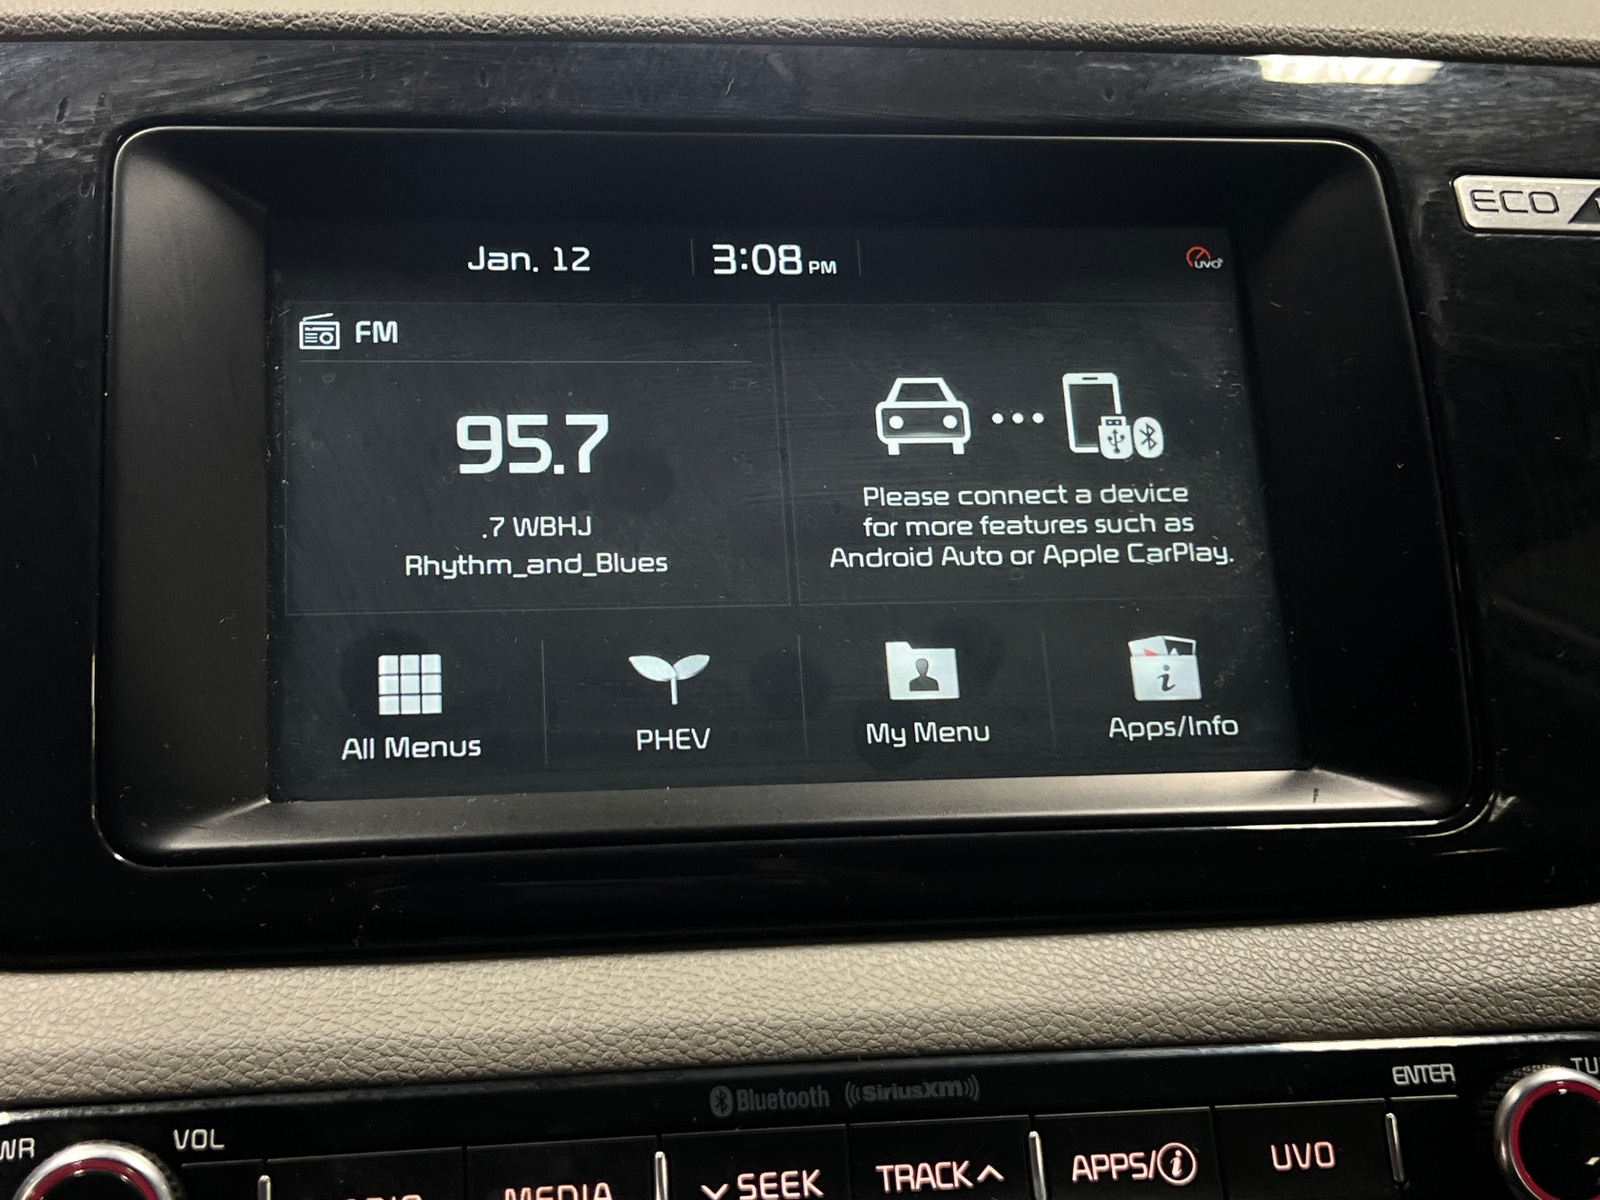 ECO
Jan. 12
3:08 PM
UVO
FM
95.7
.7 WBHJ
Rhythm_and_Blues
Please connect a device
for more features such as
Android Auto or Apple CarPlay.
All Menus
PHEV
My Menu
Apps/Info
i
Bluetooth
SiriusXM
ENTER
VOL
MEDIA
SEEK
TRACK
APPS/i
UVO